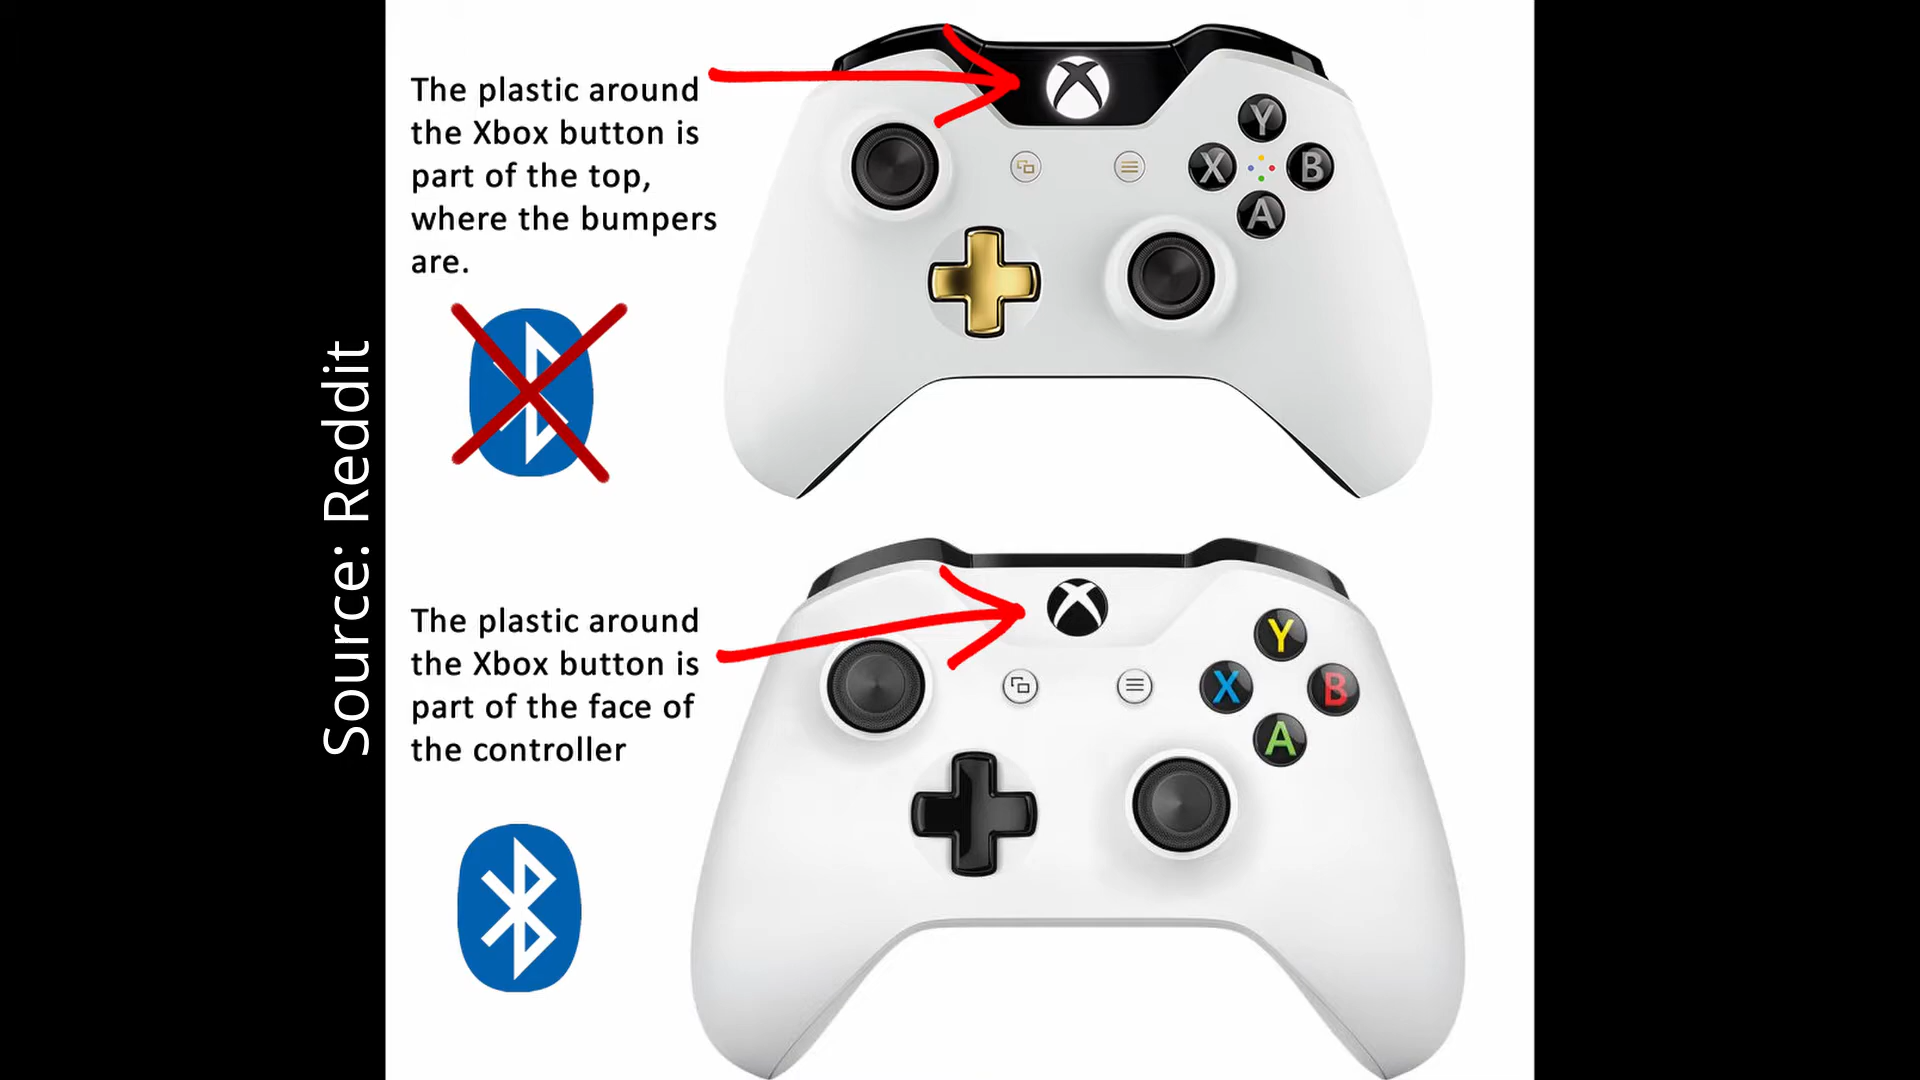 The plastic around
the Xbox button is
part of the top,
where the bumpers
are.
Y
X B
A
The plastic around
the Xbox button is
part of the face of
the controller
Y
X B
A
Source: Reddit